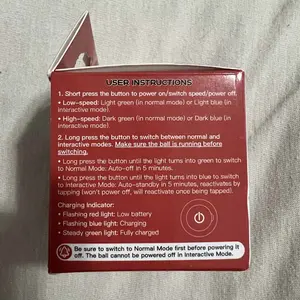 USER INSTRUCTIONS
1. Short press the button to power on/switch speed/power off.
• Low-speed: Light green (in normal mode) or Light blue (in
interactive mode).
• High-speed: Dark green (in normal mode) or Dark blue (in
interactive mode).
2. Long press the button to switch between normal and
interactive modes. Make sure the ball is running before
switching.
• Long press the button until the light turns into green to switch
to Normal Mode: Auto-off in 5 minutes.
• Long press the button until the light turns into blue to switch
to Interactive Mode: Auto-standby in 5 minutes, reactivates by
tapping (won't power off, will reactivate once being tapped).
Charging Indicator:
• Flashing red light: Low battery
• Flashing blue light: Charging
• Steady green light: Fully charged
Be sure to switch to Normal Mode first before powering it
off. The ball cannot be powered off in Interactive Mode.